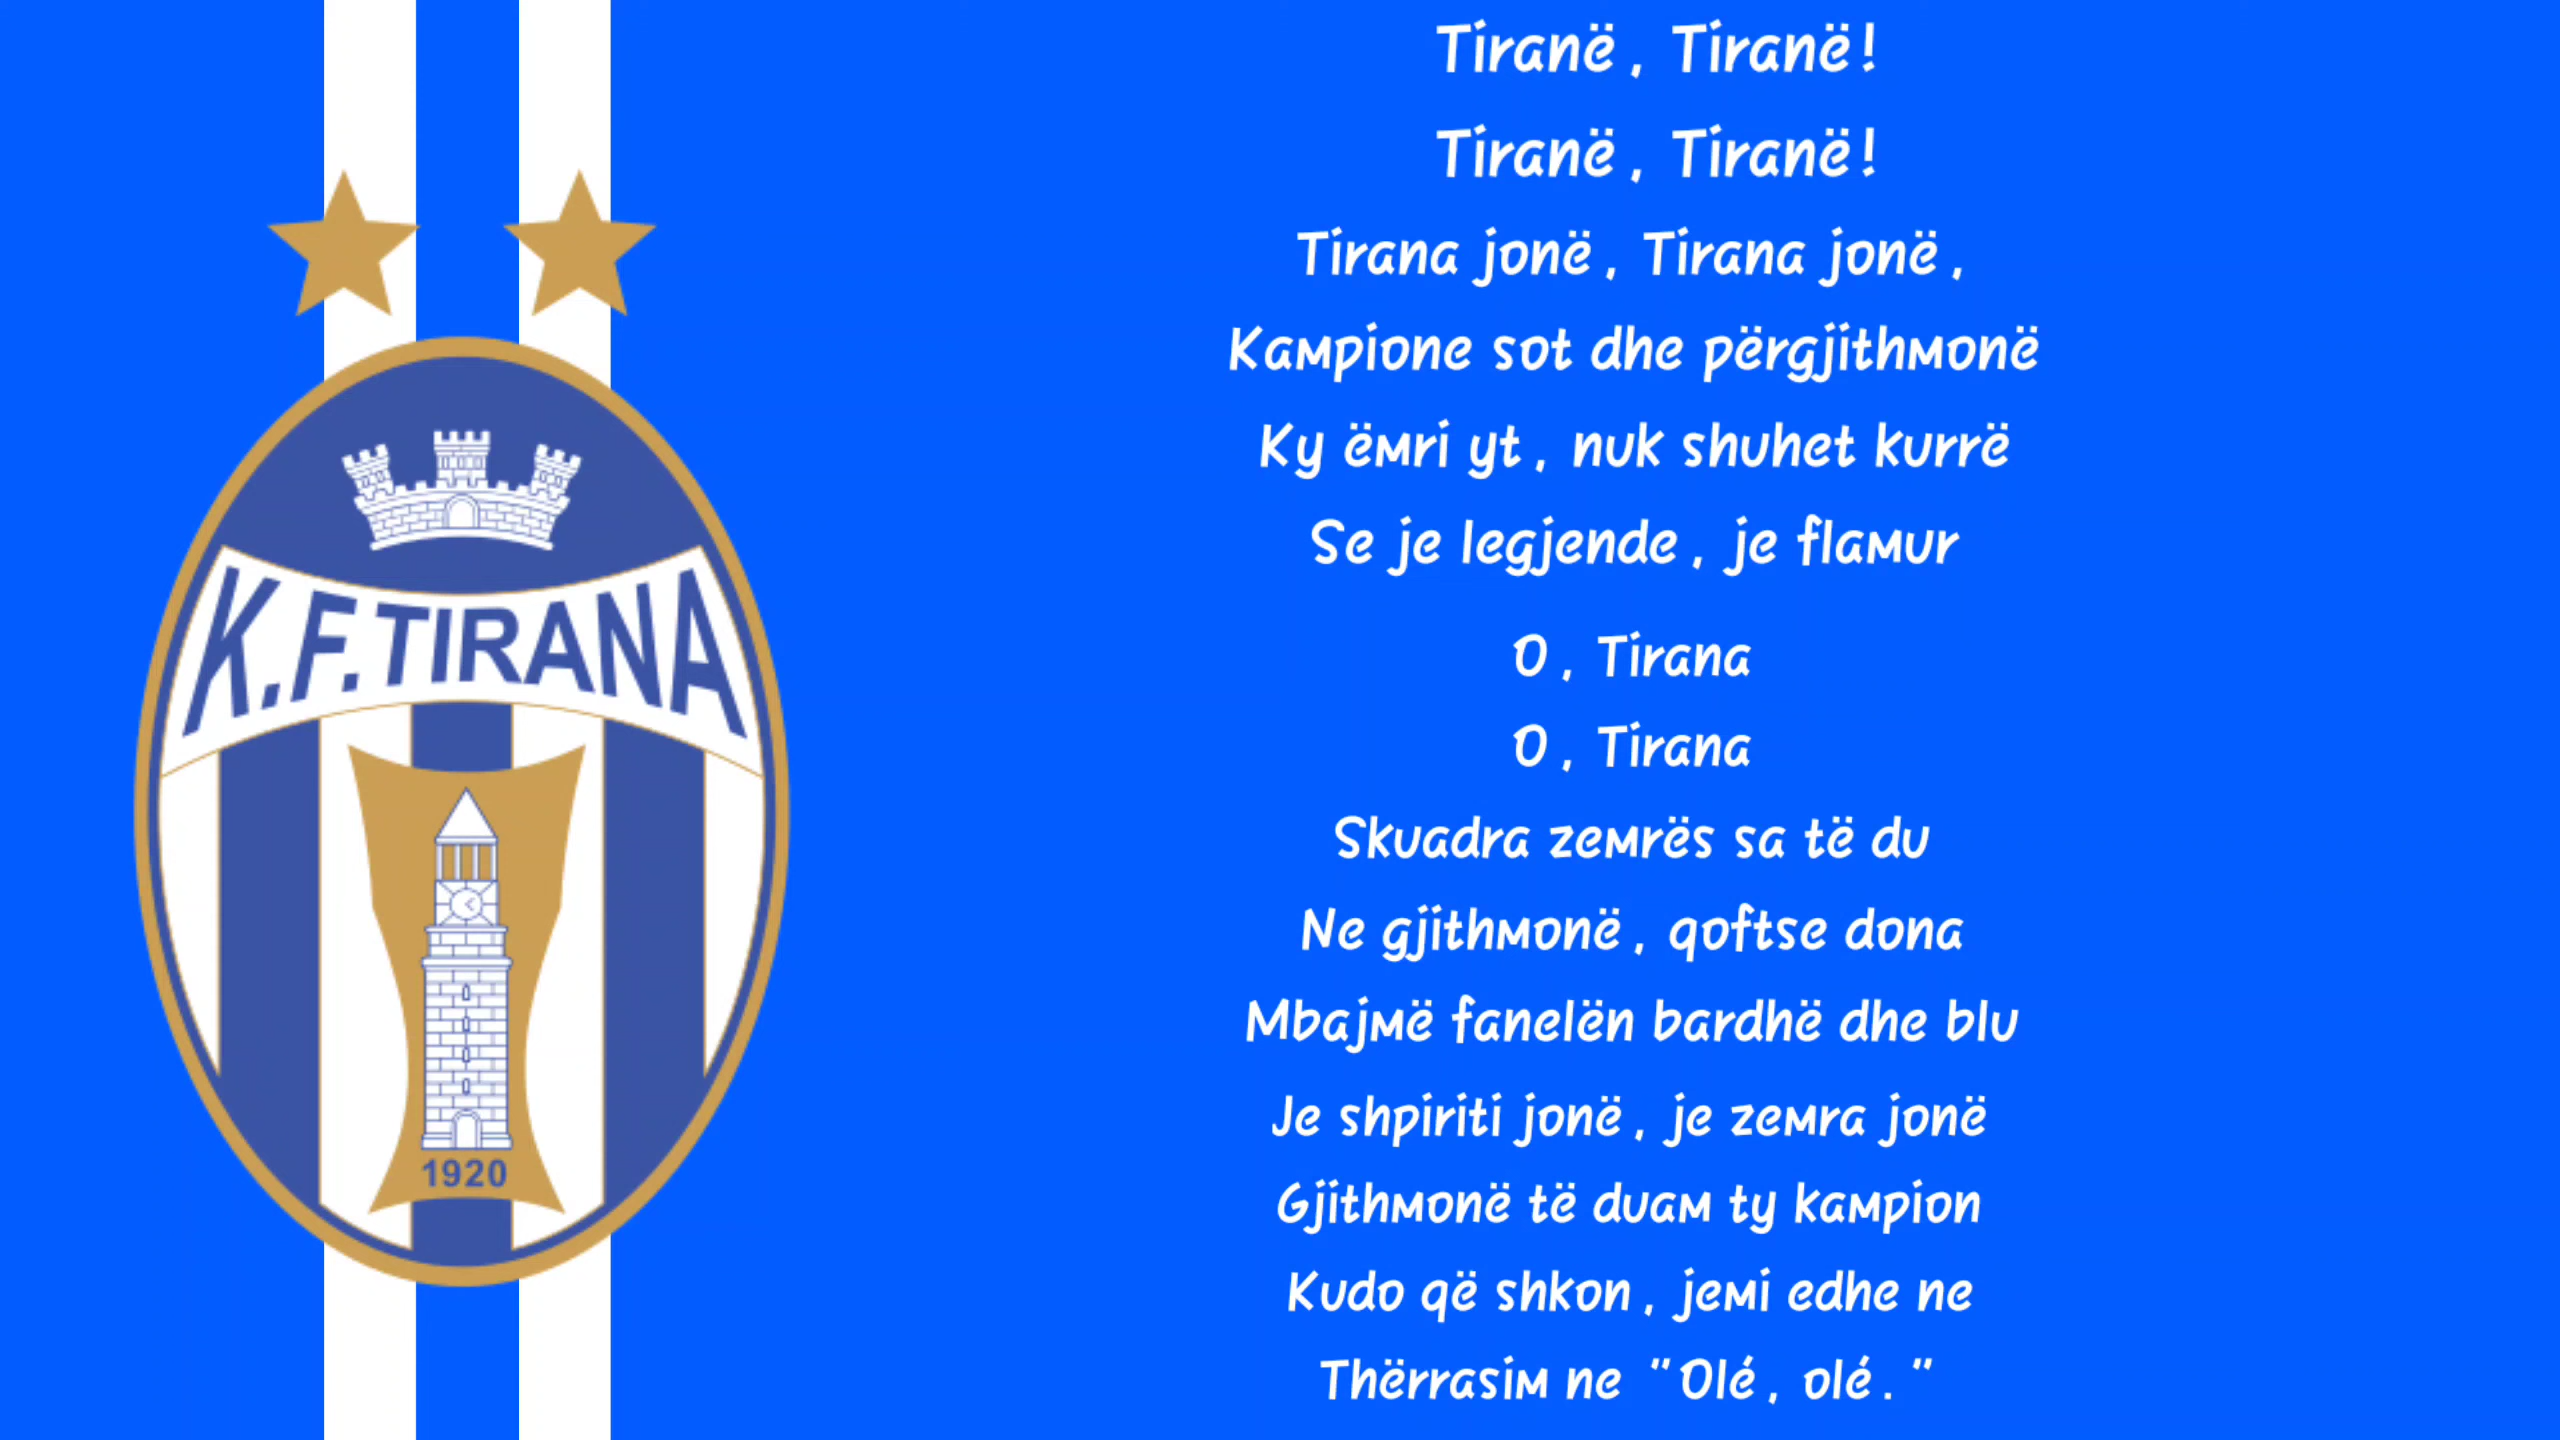 K.F.TIRANA
1920
Tiranë, Tiranë!
Tiranë, Tiranë!
Tirana jonë, Tirana jonë,
Kampione sot dhe përgjithmonë
Ky ëmri yt, nuk shuhet kurrë
Se je legjende, je flamur
O, Tirana
O, Tirana
Skuadra zemrës sa të du
Ne gjithmonë, qoftse dona
Mbajmë fanelën bardhë dhe blu
Je shpiriti jonë, je zemra jonë
Gjithmonë të duam ty kampion
Kudo që shkon, jemi edhe ne
Thërrasim ne "Olé, olé."